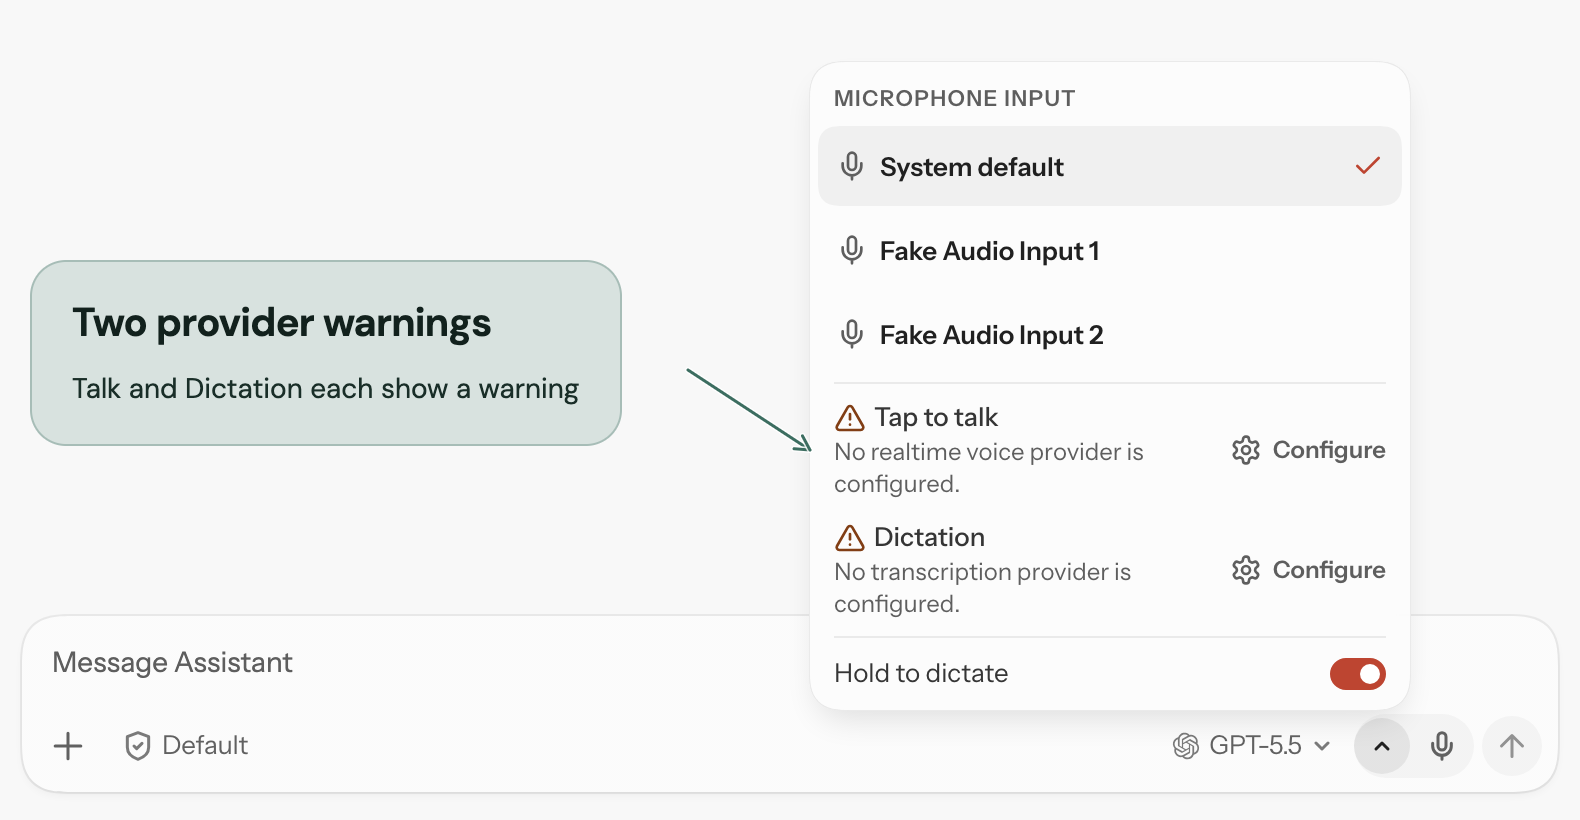 MICROPHONE INPUT
System default
Fake Audio Input 1
Fake Audio Input 2
Two provider warnings
Talk and Dictation each show a warning
Tap to talk
No realtime voice provider is
configured.
Configure
Dictation
No transcription provider is
configured.
Configure
Hold to dictate
Message Assistant
Default
GPT-5.5